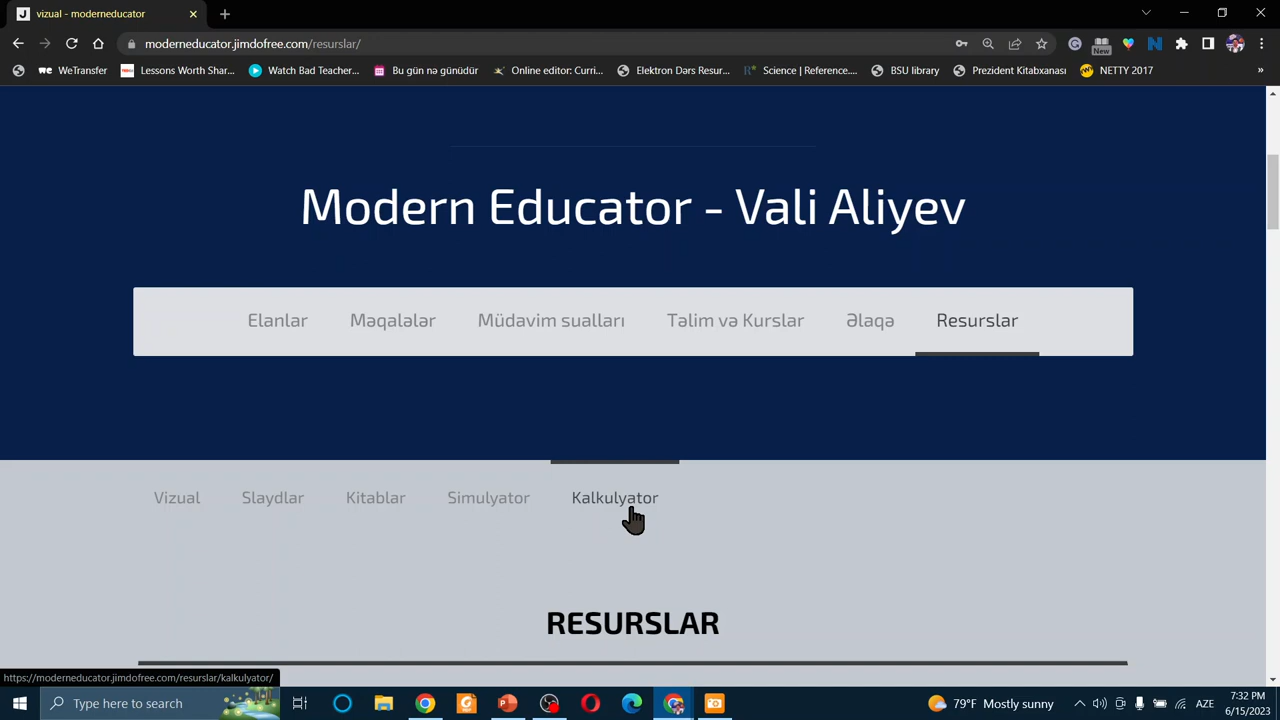 vizual - moderneducator
moderneducator.jimdofree.com/resurslar/
New
WeTransfer
Lessons Worth Shar...
Watch Bad Teacher...
Bu gün nə günüdür
Online editor: Curri...
Elektron Dərs Resur...
Science | Reference....
BSU library
Prezident Kitabxanası
NETTY 2017
»
Modern Educator - Vali Aliyev
Elanlar
Məqalələr
Müdavim sualları
Təlim və Kurslar
Əlaqə
Resurslar
Vizual
Slaydlar
Kitablar
Simulyator
Kalkulyator
RESURSLAR
https://moderneducator.jimdofree.com/resurslar/kalkulyator/
Type here to search
79°F Mostly sunny
AZE
7:32 PM
6/15/2023